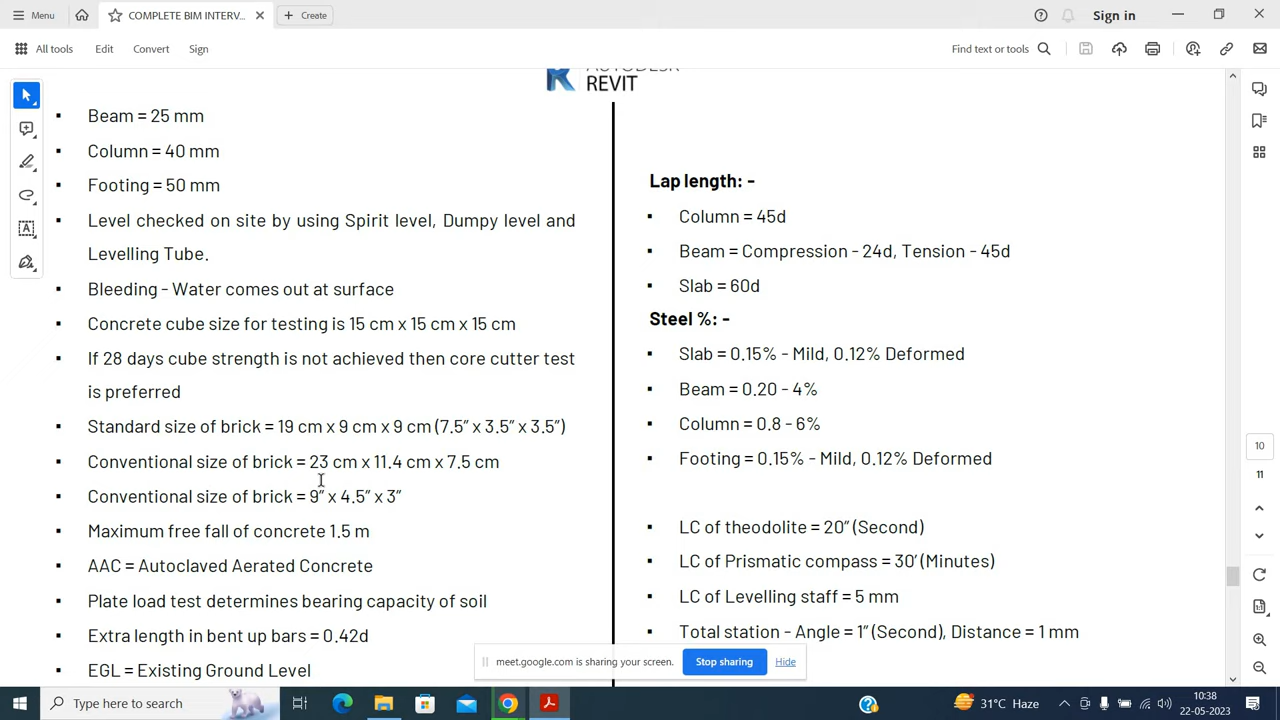 Menu
COMPLETE BIM INTERV...
Create
Sign in
All tools
Edit
Convert
Sign
Find text or tools
REVIT
▪ Beam = 25 mm
▪ Column = 40 mm
▪ Footing = 50 mm
▪ Level checked on site by using Spirit level, Dumpy level and
Levelling Tube.
▪ Bleeding - Water comes out at surface
▪ Concrete cube size for testing is 15 cm x 15 cm x 15 cm
▪ If 28 days cube strength is not achieved then core cutter test
is preferred
▪ Standard size of brick = 19 cm x 9 cm x 9 cm (7.5” x 3.5” x 3.5”)
▪ Conventional size of brick = 23 cm x 11.4 cm x 7.5 cm
▪ Conventional size of brick = 9” x 4.5” x 3”
▪ Maximum free fall of concrete 1.5 m
▪ AAC = Autoclaved Aerated Concrete
▪ Plate load test determines bearing capacity of soil
▪ Extra length in bent up bars = 0.42d
▪ EGL = Existing Ground Level
Lap length: -
▪ Column = 45d
▪ Beam = Compression - 24d, Tension - 45d
▪ Slab = 60d
Steel %: -
▪ Slab = 0.15% - Mild, 0.12% Deformed
▪ Beam = 0.20 - 4%
▪ Column = 0.8 - 6%
▪ Footing = 0.15% - Mild, 0.12% Deformed
▪ LC of theodolite = 20” (Second)
▪ LC of Prismatic compass = 30’ (Minutes)
▪ LC of Levelling staff = 5 mm
▪ Total station - Angle = 1” (Second), Distance = 1 mm
10
11
meet.google.com is sharing your screen.
Stop sharing
Hide
Type here to search
31°C Haze
10:38
22-05-2023